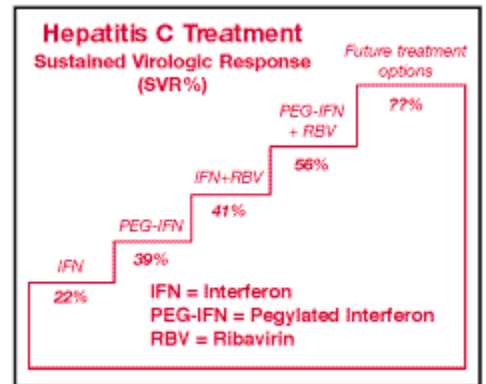 Hepatitis C Treatment
Sustained Virologic Response
(SVR%)
Future treatment
options
??%
PEG-IFN
+ RBV
56%
IFN+RBV
41%
PEG-IFN
39%
IFN
22%
IFN = Interferon
PEG-IFN = Pegylated Interferon
RBV = Ribavirin